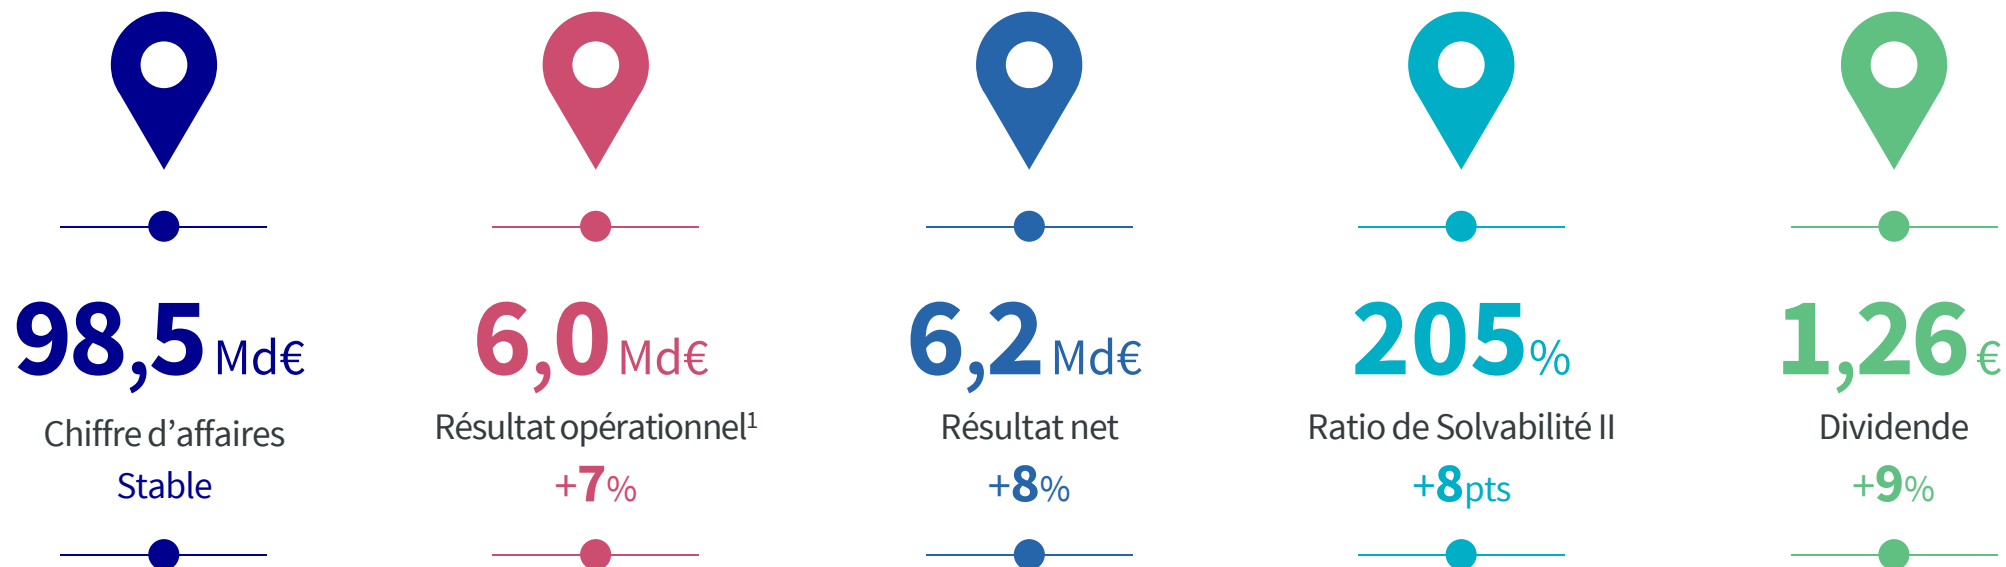 98,5 Md€
Chiffre d’affaires
Stable
6,0 Md€
Résultat opérationnel¹
+7%
6,2 Md€
Résultat net
+8%
205%
Ratio de Solvabilité II
+8pts
1,26 €
Dividende
+9%